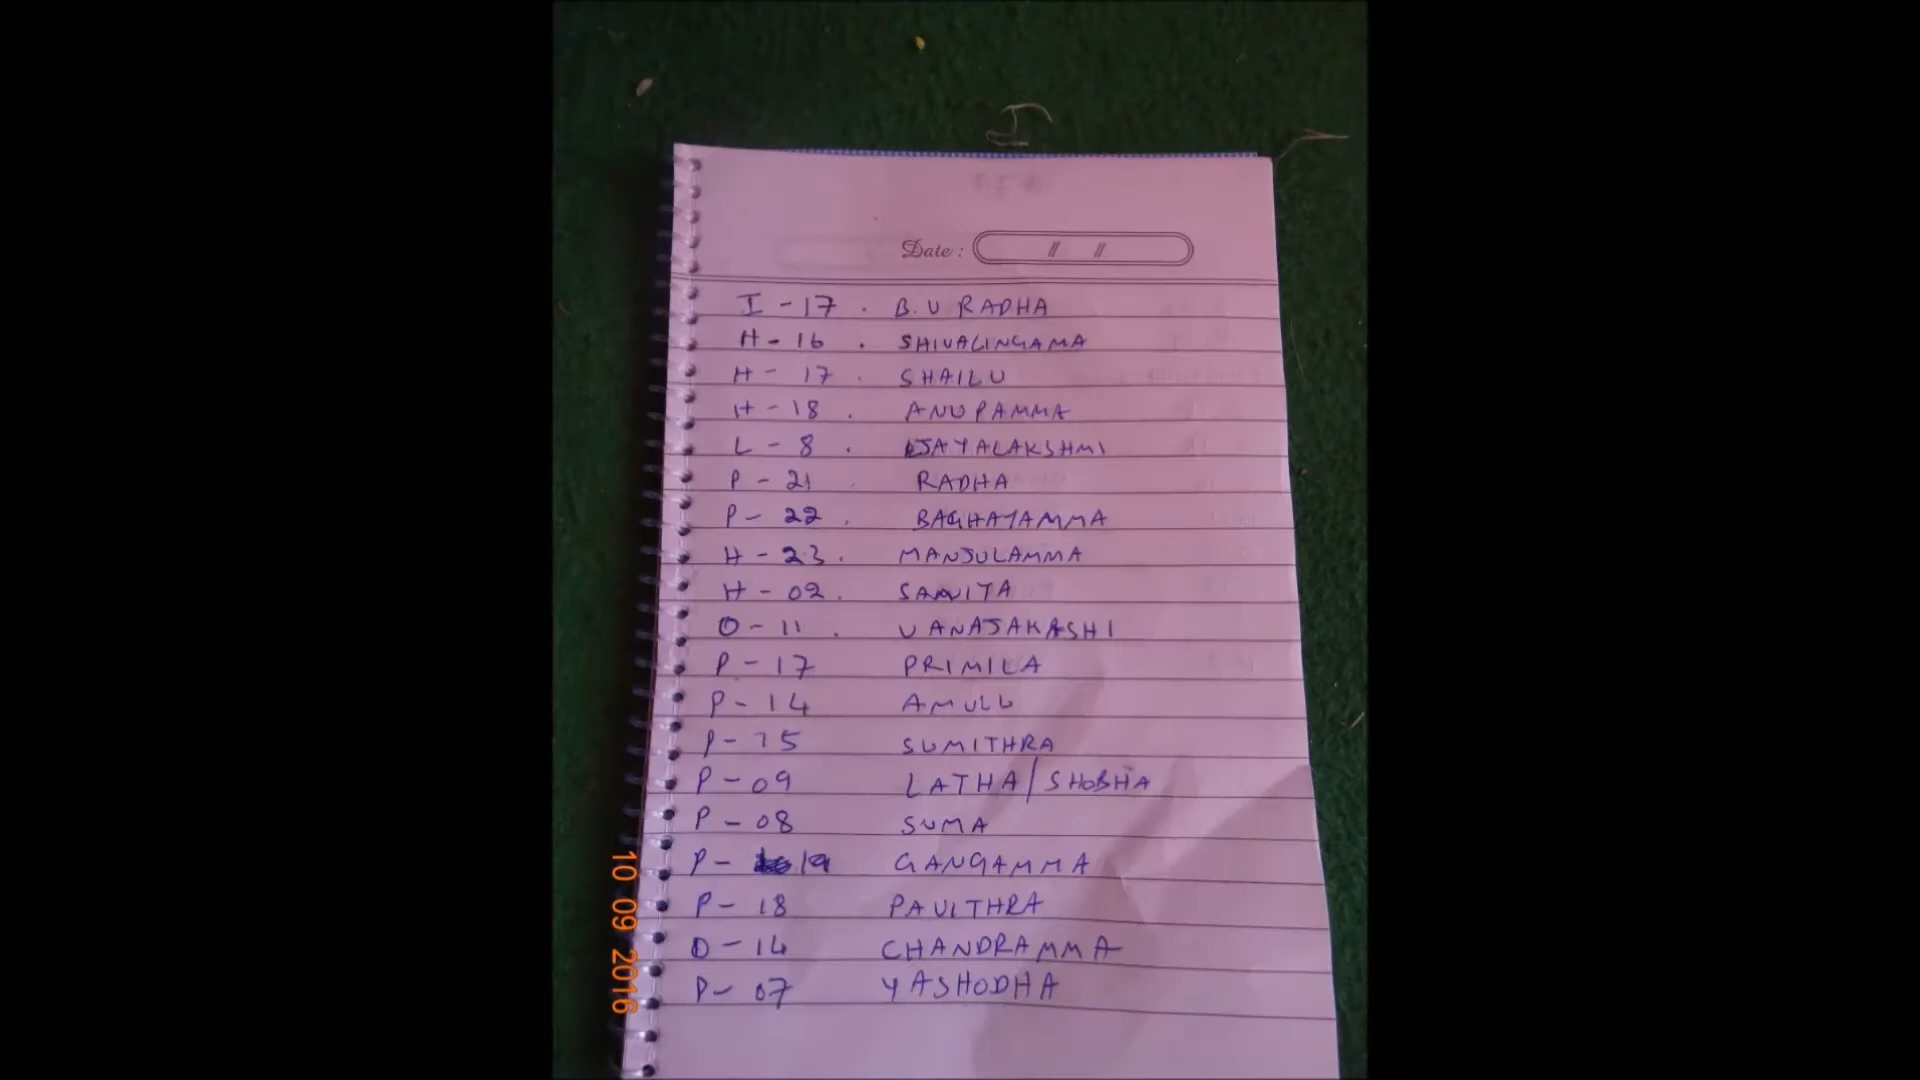 Date : // //
I - 17 . B. V RADHA
H - 16 . SHIVALINGAMA
H - 17 . SHAILU
H - 18 . ANUPAMMA
L - 8 . JAYALAKSHMI
P - 21 . RADHA
P - 22 . BAGHAYAMMA
H - 23 . MANJULAMMA
H - 02 .
O - 11 . VANAJAKASHI
P - 17 PRIMILA
P - 14 AMULU
P - 15 SUMITHRA
P - 09 LATHA/SHOBHA
P - 08 SUMA
P - 19 GANGAMMA
P - 18 PAVITHRA
O - 14 CHANDRAMMA
P - 07 YASHODHA
10 09 2016